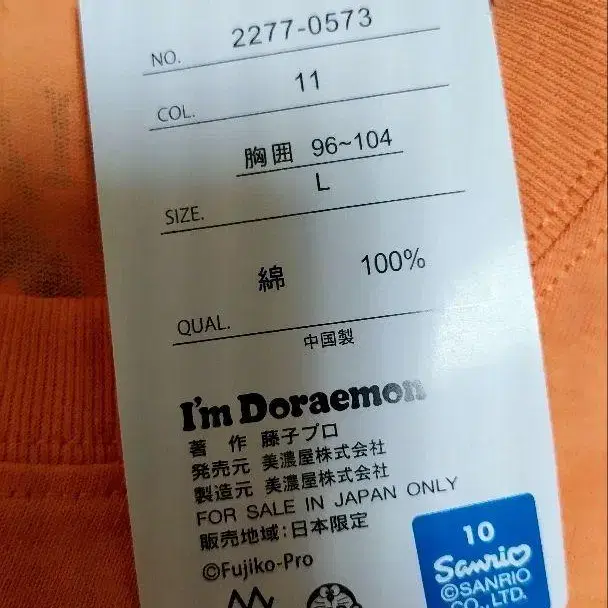 NO. 2277-0573
COL. 11
胸囲 96~104
SIZE. L
綿 100%
QUAL.
中国製
I'm Doraemon
著 作 藤子プロ
発売元 美濃屋株式会社
製造元 美濃屋株式会社
FOR SALE IN JAPAN ONLY
販売地域:日本限定
©Fujiko-Pro
10
Sanrio
©SANRIO
CO., LTD.